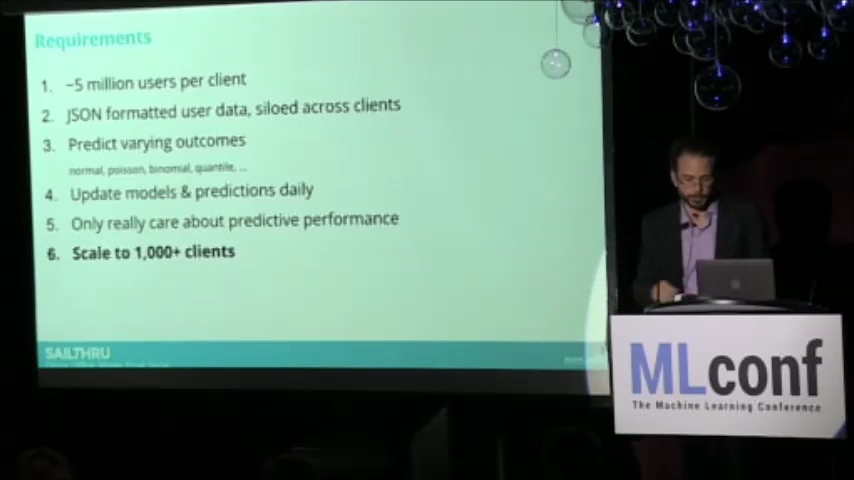 Requirements
1. ~5 million users per client
2. JSON formatted user data, siloed across clients
3. Predict varying outcomes
normal, poisson, binomial, quantile, ...
4. Update models & predictions daily
5. Only really care about predictive performance
6. Scale to 1,000+ clients
SAILTHRU
MLconf
The Machine Learning Conference